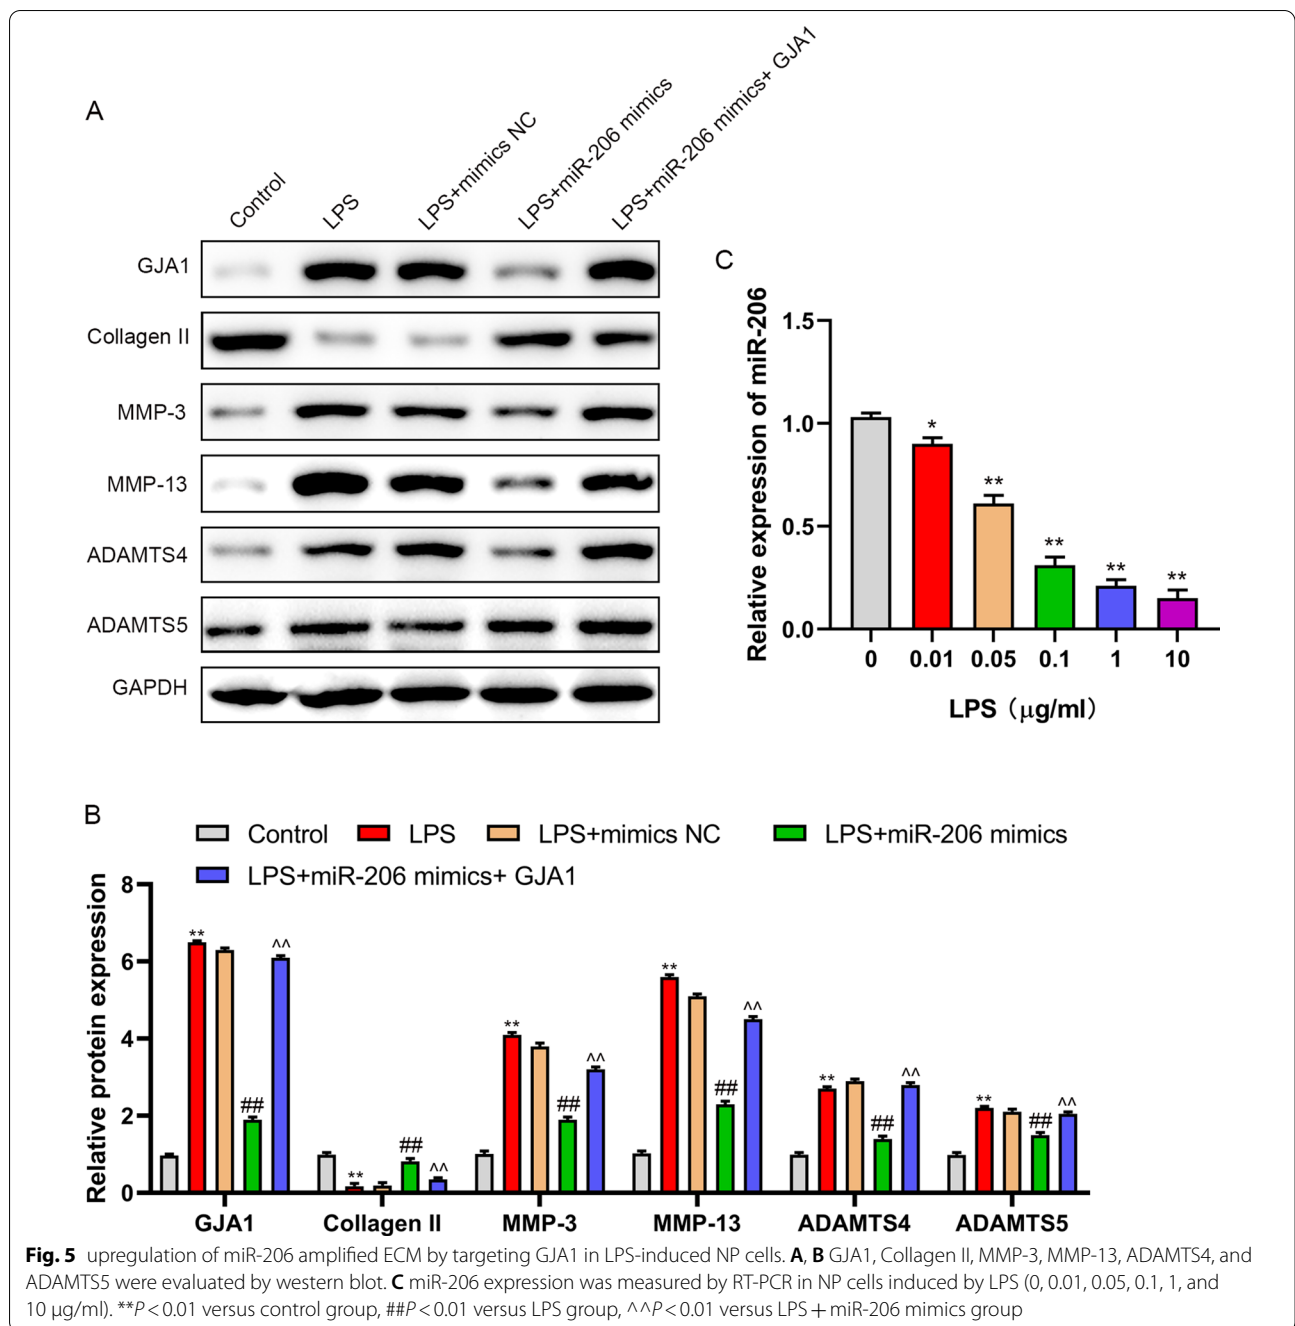 A
Control
LPS
LPS+mimics NC
LPS+miR-206 mimics
LPS+miR-206 mimics+ GJA1
GJA1
Collagen II
MMP-3
MMP-13
ADAMTS4
ADAMTS5
GAPDH
C
Relative expression of miR-206
1.5
1.0
0.5
0.0
*
**
**
**
**
0 0.01 0.05 0.1 1 10
LPS（μg/ml）
B
Control LPS LPS+mimics NC LPS+miR-206 mimics
LPS+miR-206 mimics+ GJA1
Relative protein expression
8
6
4
2
0
** ## ^^
** ## ^^
** ## ^^
** ## ^^
** ## ^^
** ## ^^
GJA1 Collagen II MMP-3 MMP-13 ADAMTS4 ADAMTS5
Fig. 5 upregulation of miR-206 amplified ECM by targeting GJA1 in LPS-induced NP cells. A, B GJA1, Collagen II, MMP-3, MMP-13, ADAMTS4, and
ADAMTS5 were evaluated by western blot. C miR-206 expression was measured by RT-PCR in NP cells induced by LPS (0, 0.01, 0.05, 0.1, 1, and
10 μg/ml). **P < 0.01 versus control group, ##P < 0.01 versus LPS group, ^^P < 0.01 versus LPS + miR-206 mimics group